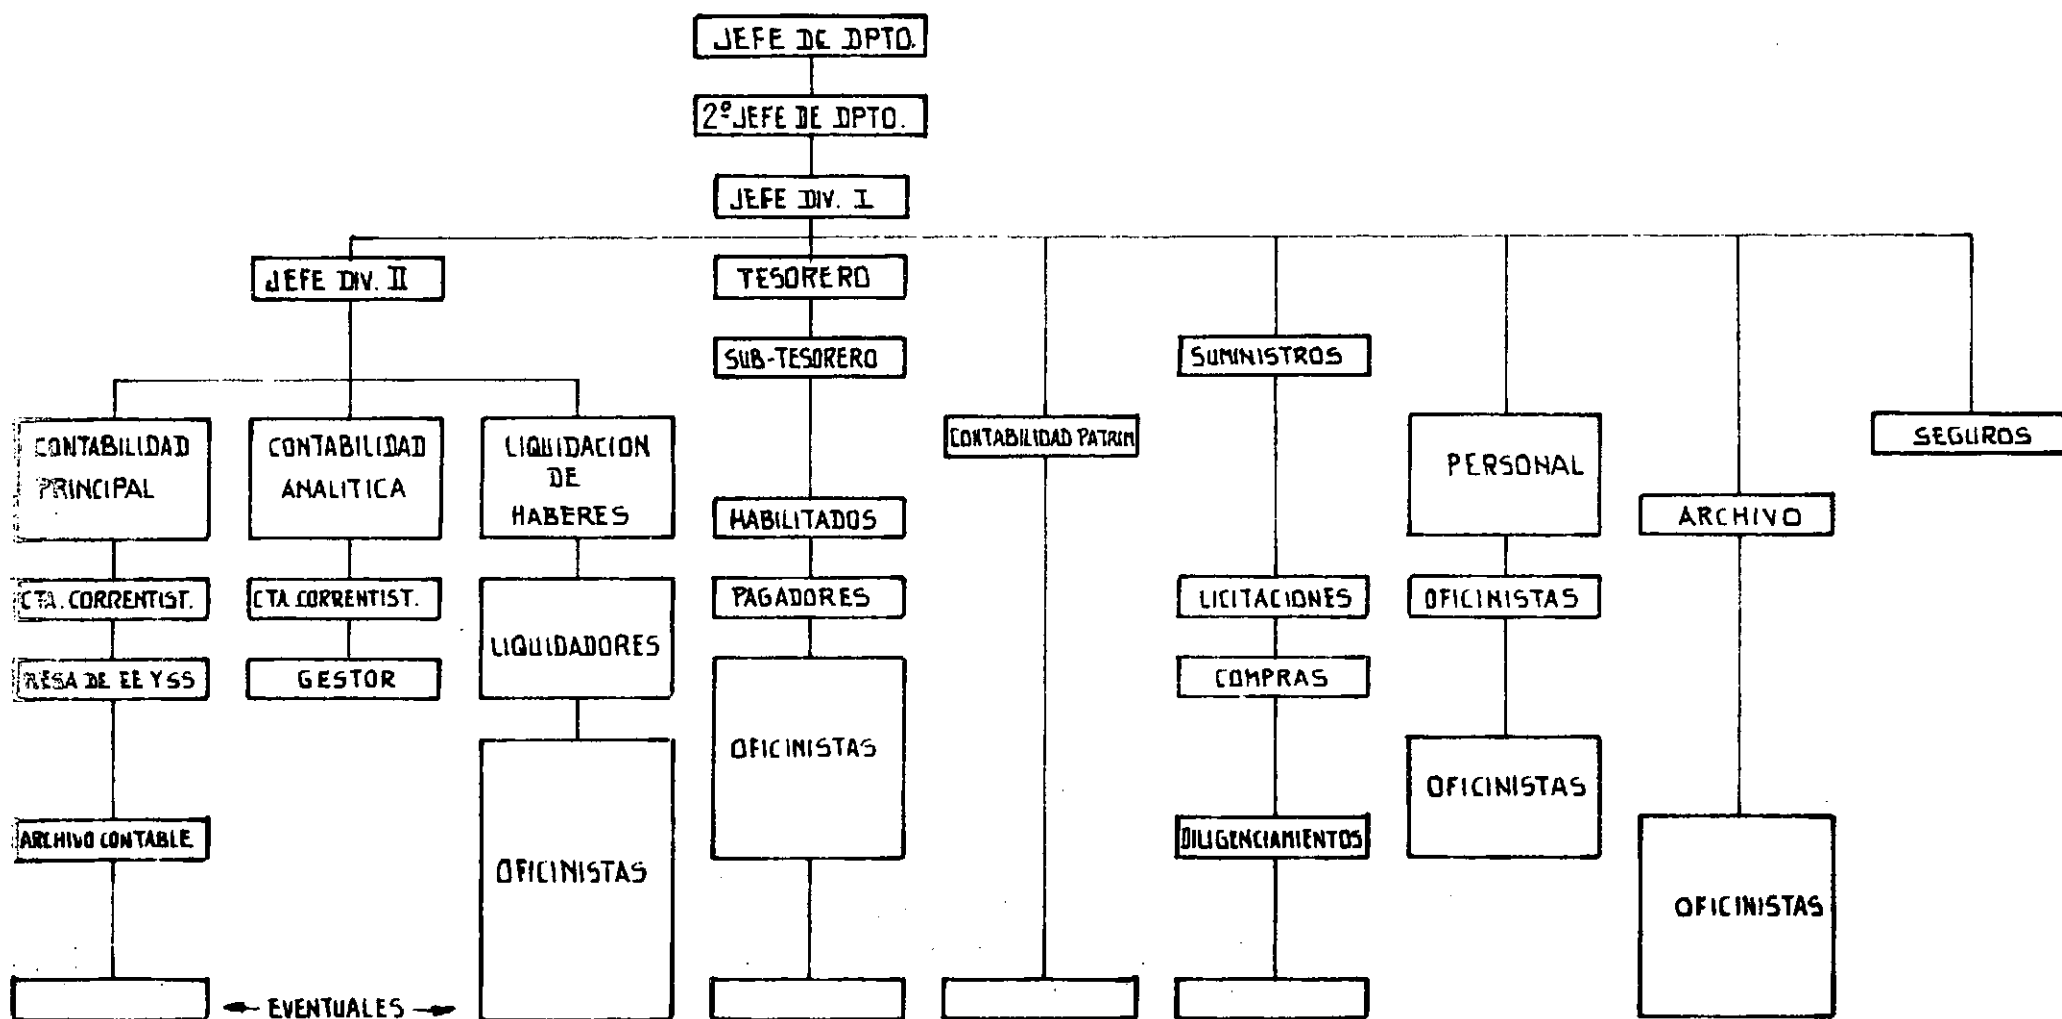 JEFE DE DPTO.
2º JEFE DE DPTO.
JEFE DIV. I
JEFE DIV. II
TESORERO
SUB-TESORERO
SUMINISTROS
CONTABILIDAD
PRINCIPAL
CONTABILIDAD
ANALITICA
LIQUIDACION
DE
HABERES
CONTABILIDAD PATRIM
PERSONAL
SEGUROS
HABILITADOS
ARCHIVO
CTA. CORRENTIST.
CTA. CORRENTIST.
LIQUIDADORES
PAGADORES
LICITACIONES
OFICINISTAS
RESA DE EE Y SS
GESTOR
COMPRAS
OFICINISTAS
OFICINISTAS
ARCHIVO CONTABLE
OFICINISTAS
DILIGENCIAMIENTOS
OFICINISTAS
EVENTUALES